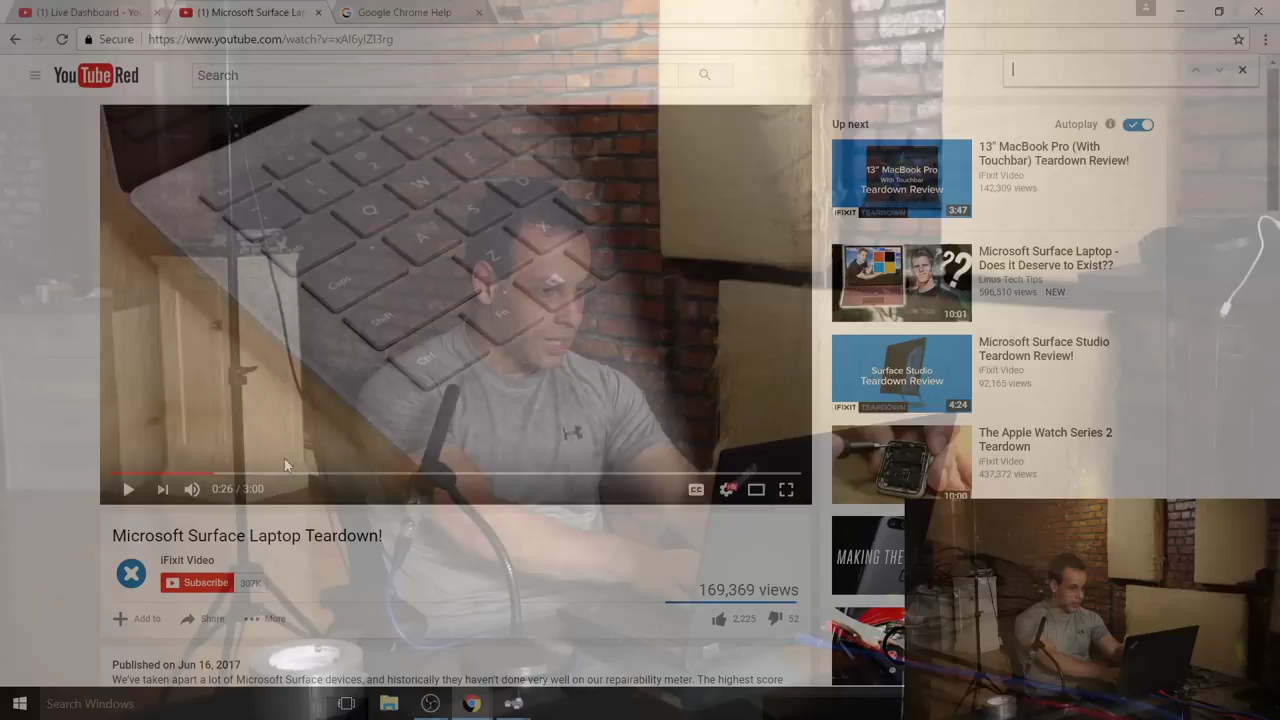 (1) Live Dashboard - Yo
(1) Microsoft Surface La
Google Chrome Help
Secure
https://www.youtube.com/watch?v=xAI6yIZI3rg
YouTube Red
Search
Up next
Autoplay
13" MacBook Pro
With Touchbar
Teardown Review
IFIXIT TEARDOWN
3:47
13" MacBook Pro (With
Touchbar) Teardown Review!
iFixit Video
142,309 views
??
10:01
Microsoft Surface Laptop -
Does it Deserve to Exist??
Linus Tech Tips
596,510 views NEW
Surface Studio
Teardown Review
IFIXIT TEARDOWN
4:24
Microsoft Surface Studio
Teardown Review!
iFixit Video
92,165 views
10:00
The Apple Watch Series 2
Teardown
iFixit Video
437,372 views
MAKING THE
Q
W
A
S
D
Z
X
Caps
Shift
Fn
Ctrl
0:26 / 3:00
CC
Microsoft Surface Laptop Teardown!
iFixit Video
Subscribe 307K
169,369 views
Add to
Share
More
2,225
52
Published on Jun 16, 2017
We've taken apart a lot of Microsoft Surface devices, and historically they haven't done very well on our repairability meter. The highest score
Search Windows